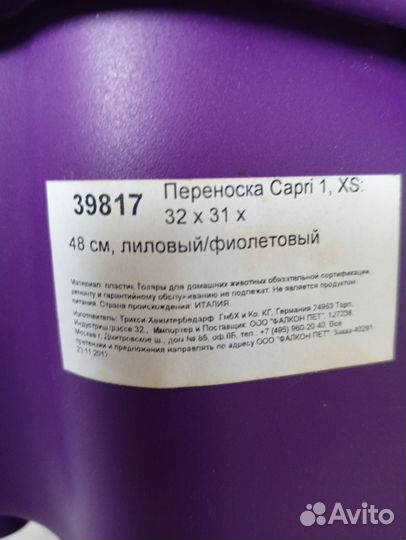 39817
Переноска Capri 1, XS:
32 x 31 x
48 см, лиловый/фиолетовый
Материал: пластик Товары для домашних животных обязательной сертификации,
ремонту и гарантийному обслуживанию не подлежат. Не является продуктом
питания. Страна происхождения: ИТАЛИЯ
Изготовитель: Трикси Хеимтербедарф ГмбХ и Ко. КГ, Германия 24963 Тарп,
Индустриштрассе 32., Импортер и Поставщик: ООО "ФАЛКОН ПЕТ", 127238,
Москва г, Дмитровское ш., дом № 85, оф.6Б, тел.: +7 (495) 960-20-40. Все
претензии и предложения направлять по адресу ООО "ФАЛКОН ПЕТ". Заказ-40291
23.11.2017
Avito